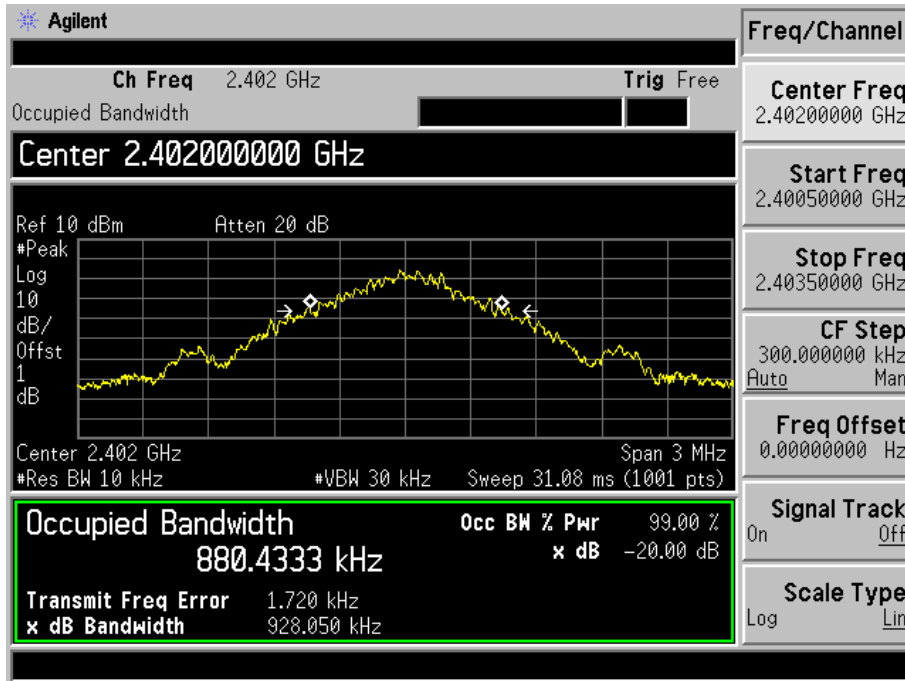 Agilent
Ch Freq 2.402 GHz Trig Free
Occupied Bandwidth
Center 2.402000000 GHz
Ref 10 dBm Atten 20 dB
#Peak
Log
10
dB/
Offst
1
dB
Center 2.402 GHz Span 3 MHz
#Res BW 10 kHz #VBW 30 kHz Sweep 31.08 ms (1001 pts)
Occupied Bandwidth
880.4333 kHz
Occ BW % Pwr 99.00 %
x dB -20.00 dB
Transmit Freq Error 1.720 kHz
x dB Bandwidth 928.050 kHz
Freq/Channel
Center Freq
2.40200000 GHz
Start Freq
2.40050000 GHz
Stop Freq
2.40350000 GHz
CF Step
300.000000 kHz
Auto Man
Freq Offset
0.00000000 Hz
Signal Track
On Off
Scale Type
Log Lin